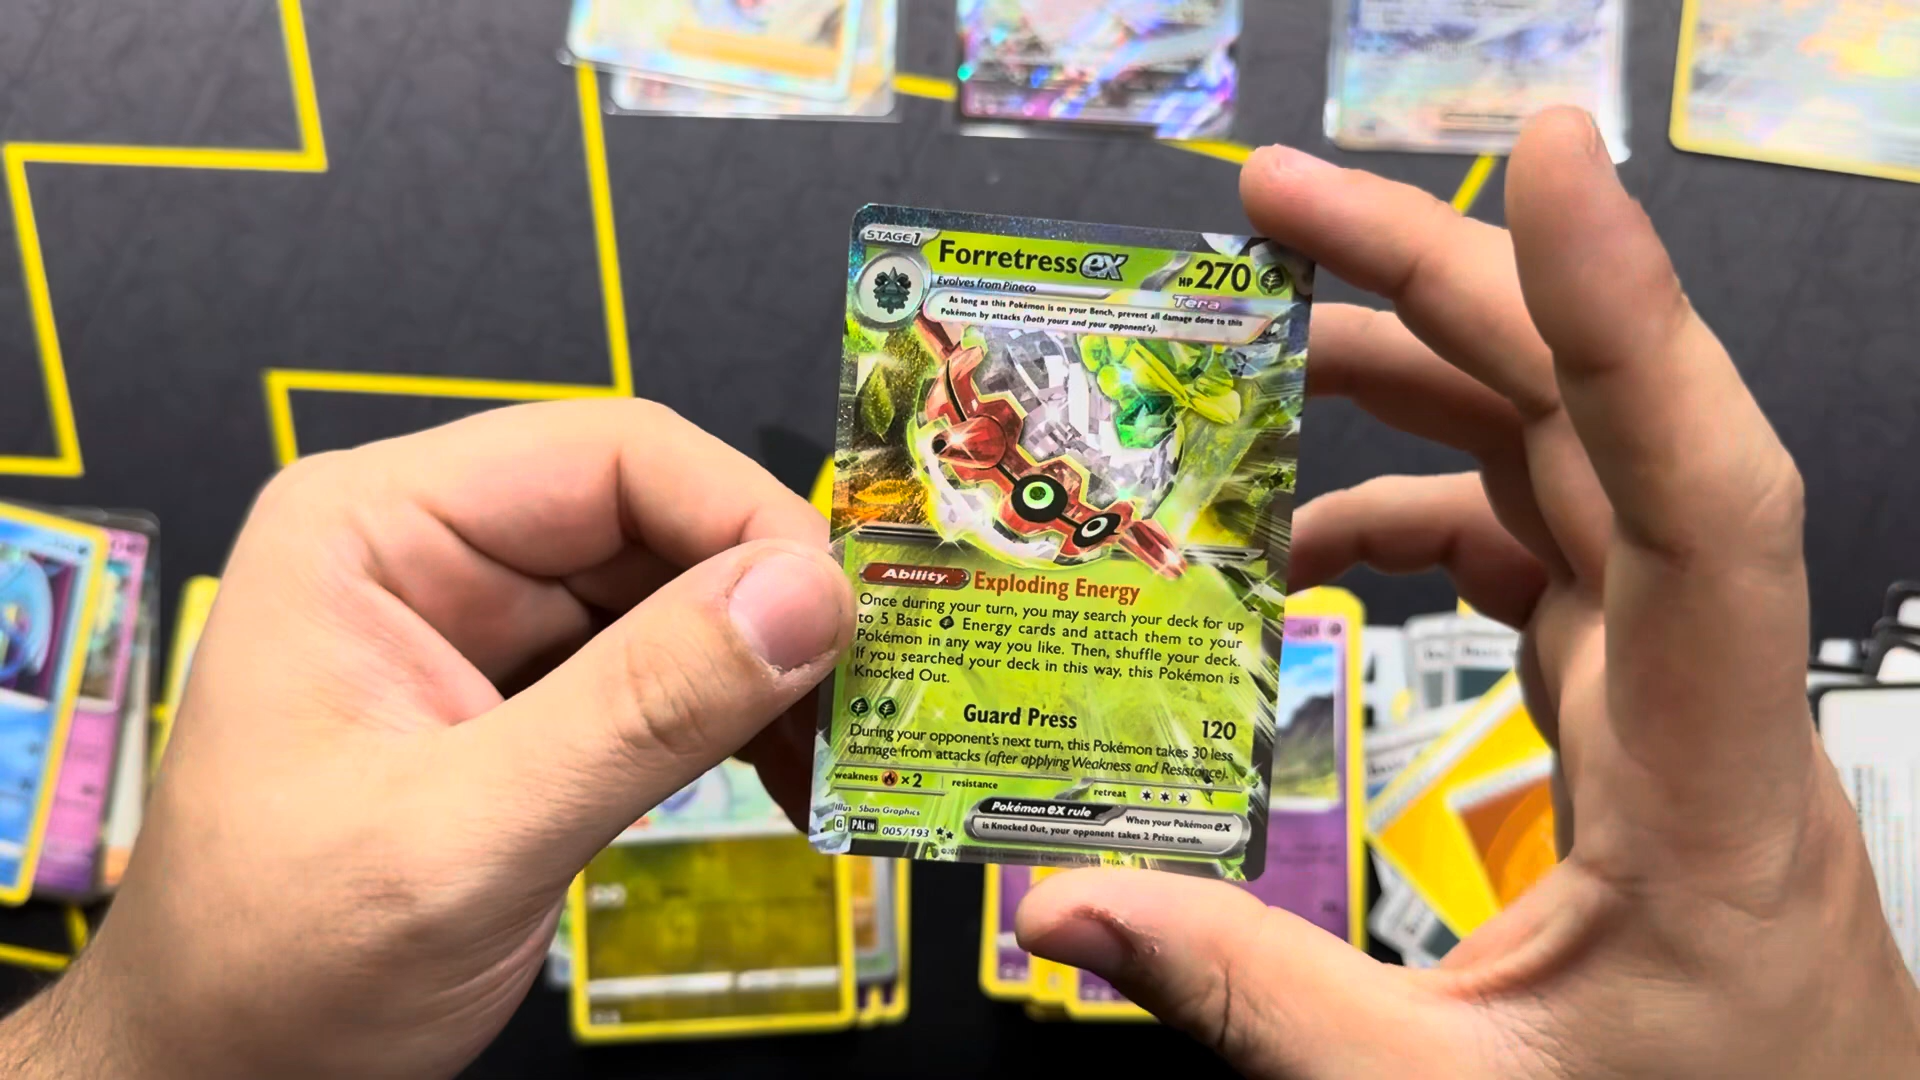 STAGE 1
Forretress ex
HP 270
Evolves from Pineco
Tera
As long as this Pokémon is on your Bench, prevent all damage done to this
Pokémon by attacks (both yours and your opponent's).
Ability
Exploding Energy
Once during your turn, you may search your deck for up
to 5 Basic Energy cards and attach them to your
Pokémon in any way you like. Then, shuffle your deck.
If you searched your deck in this way, this Pokémon is
Knocked Out.
Guard Press 120
During your opponent's next turn, this Pokémon takes 30 less
damage from attacks (after applying Weakness and Resistance).
weakness ×2 resistance
retreat
Illus. 5ban Graphics
Pokémon ex rule
When your Pokémon ex
is Knocked Out, your opponent takes 2 Prize cards.
G PAL EN 005/193